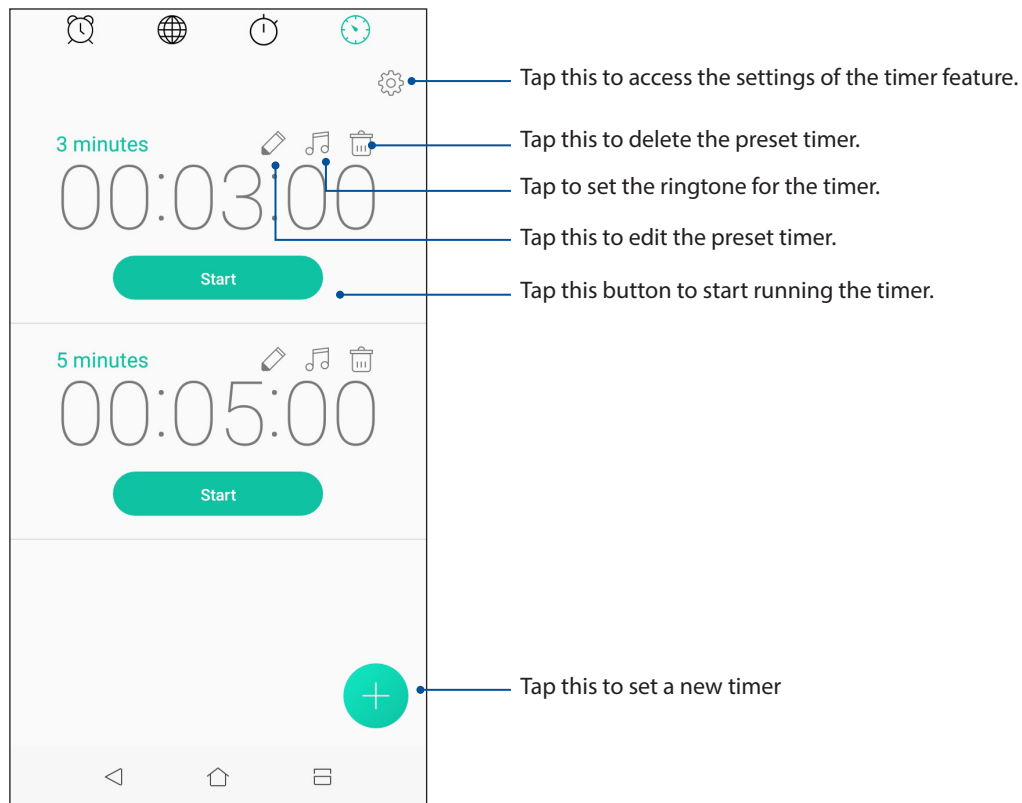 Tap this to access the settings of the timer feature.
3 minutes
Tap this to delete the preset timer.
00:03:00
Tap to set the ringtone for the timer.
Tap this to edit the preset timer.
Start
Tap this button to start running the timer.
5 minutes
00:05:00
Start
Tap this to set a new timer